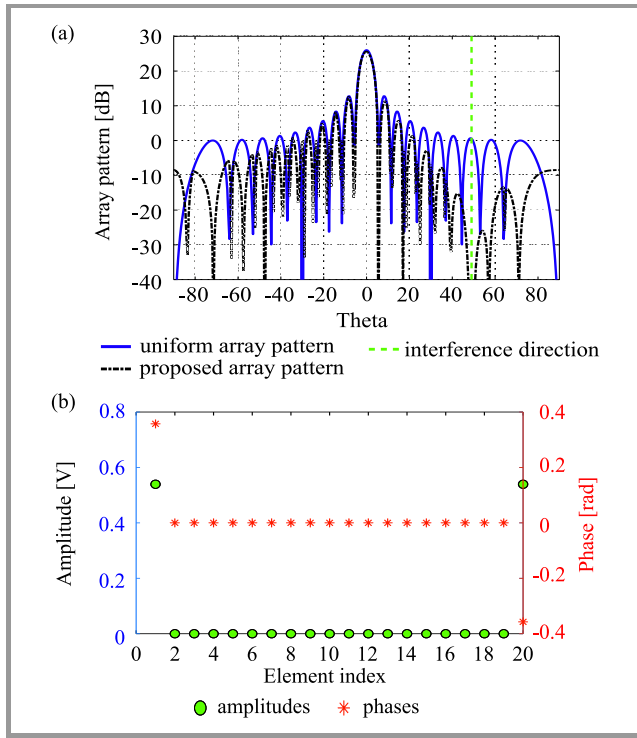 (a)
30
20
10
0
-10
-20
-30
-40
Array pattern [dB]
-80 -60 -40 -20 0 20 40 60 80
Theta
uniform array pattern
interference direction
proposed array pattern
(b)
0.8
0.6
0.4
0.2
0
Amplitude [V]
0.4
0.2
0
-0.2
-0.4
Phase [rad]
0 2 4 6 8 10 12 14 16 18 20
Element index
amplitudes phases